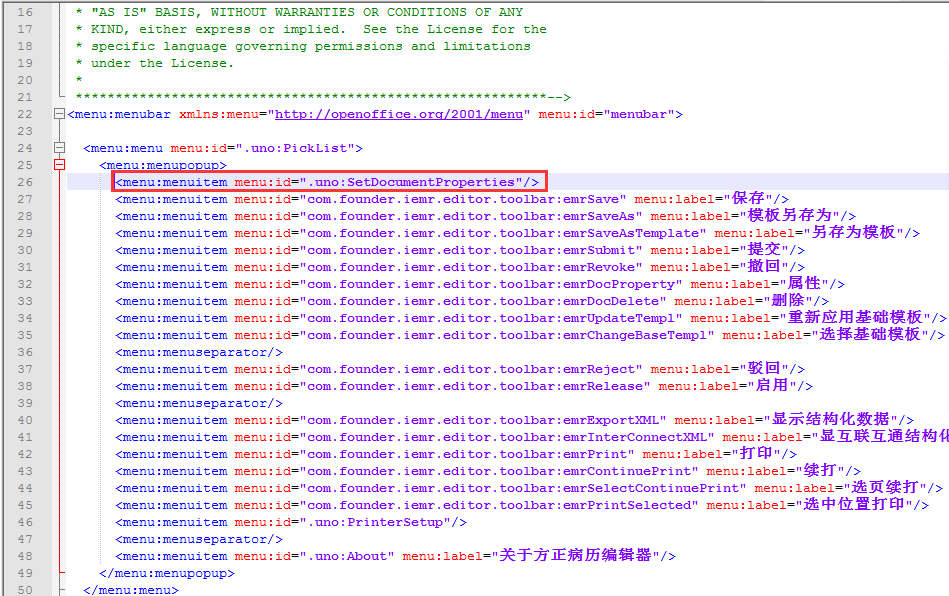 16 * "AS IS" BASIS, WITHOUT WARRANTIES OR CONDITIONS OF ANY
17 * KIND, either express or implied.  See the License for the
18 * specific language governing permissions and limitations
19 * under the License.
20 *
21 ***********************************************************-->
22 <menu:menubar xmlns:menu="http://openoffice.org/2001/menu" menu:id="menubar">
23
24 <menu:menu menu:id=".uno:PickList">
25 <menu:menupopup>
26 <menu:menuitem menu:id=".uno:SetDocumentProperties"/>
27 <menu:menuitem menu:id="com.founder.iemr.editor.toolbar:emrSave" menu:label="保存"/>
28 <menu:menuitem menu:id="com.founder.iemr.editor.toolbar:emrSaveAs" menu:label="模板另存为"/>
29 <menu:menuitem menu:id="com.founder.iemr.editor.toolbar:emrSaveAsTemplate" menu:label="另存为模板"/>
30 <menu:menuitem menu:id="com.founder.iemr.editor.toolbar:emrSubmit" menu:label="提交"/>
31 <menu:menuitem menu:id="com.founder.iemr.editor.toolbar:emrRevoke" menu:label="撤回"/>
32 <menu:menuitem menu:id="com.founder.iemr.editor.toolbar:emrDocProperty" menu:label="属性"/>
33 <menu:menuitem menu:id="com.founder.iemr.editor.toolbar:emrDocDelete" menu:label="删除"/>
34 <menu:menuitem menu:id="com.founder.iemr.editor.toolbar:emrUpdateTempl" menu:label="重新应用基础模板"/>
35 <menu:menuitem menu:id="com.founder.iemr.editor.toolbar:emrChangeBaseTempl" menu:label="选择基础模板"/>
36 <menu:menuseparator/>
37 <menu:menuitem menu:id="com.founder.iemr.editor.toolbar:emrReject" menu:label="驳回"/>
38 <menu:menuitem menu:id="com.founder.iemr.editor.toolbar:emrRelease" menu:label="启用"/>
39 <menu:menuseparator/>
40 <menu:menuitem menu:id="com.founder.iemr.editor.toolbar:emrExportXML" menu:label="显示结构化数据"/>
41 <menu:menuitem menu:id="com.founder.iemr.editor.toolbar:emrInterConnectXML" menu:label="显互联互通结构化
42 <menu:menuitem menu:id="com.founder.iemr.editor.toolbar:emrPrint" menu:label="打印"/>
43 <menu:menuitem menu:id="com.founder.iemr.editor.toolbar:emrContinuePrint" menu:label="续打"/>
44 <menu:menuitem menu:id="com.founder.iemr.editor.toolbar:emrSelectContinuePrint" menu:label="选页续打"/>
45 <menu:menuitem menu:id="com.founder.iemr.editor.toolbar:emrPrintSelected" menu:label="选中位置打印"/>
46 <menu:menuitem menu:id=".uno:PrinterSetup"/>
47 <menu:menuseparator/>
48 <menu:menuitem menu:id=".uno:About" menu:label="关于方正病历编辑器"/>
49 </menu:menupopup>
50 </menu:menu>